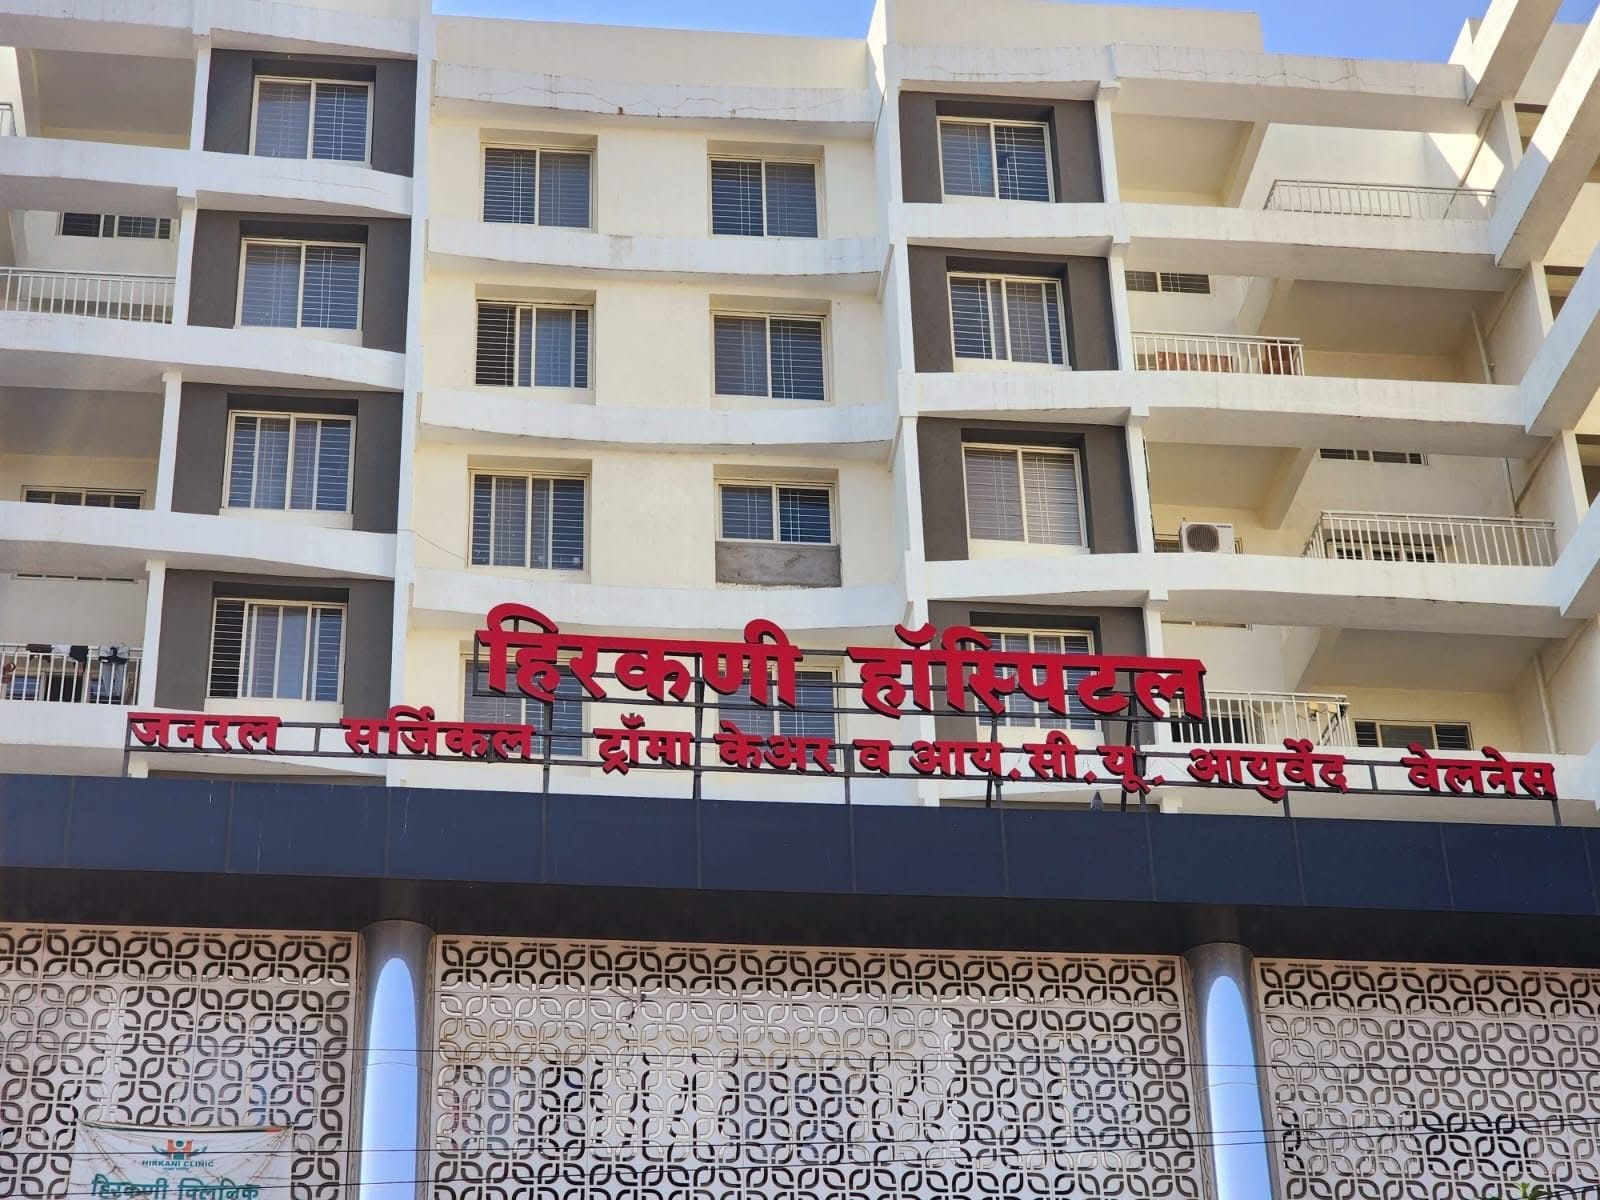 हिरकणी हॉस्पिटल
जनरल सर्जिकल ट्रॉमा केअर व आय.सी.यू. आयुर्वेद वेलनेस
HIRKANI CLINIC
हिरकणी क्लिनिक